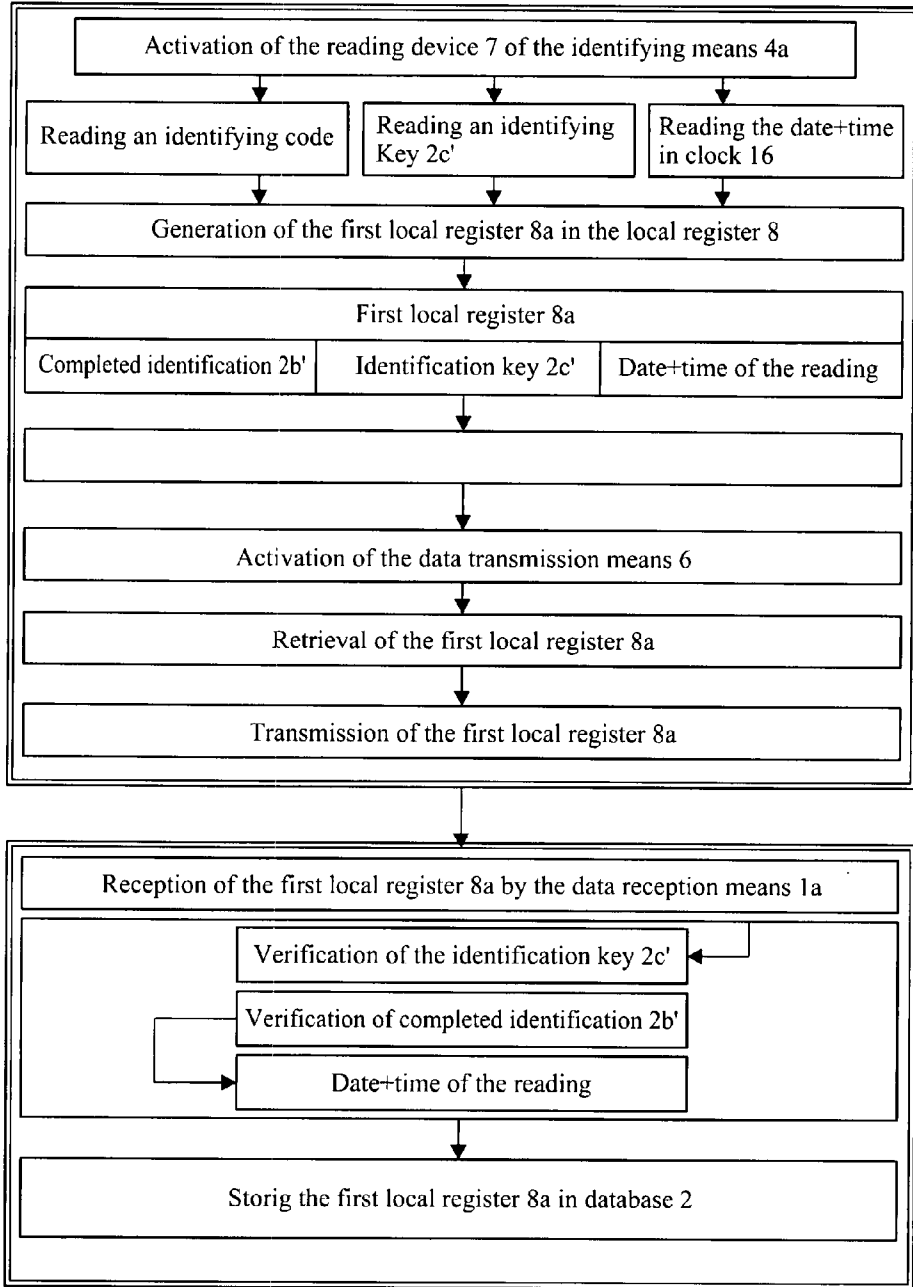 Activation of the reading device 7 of the identifying means 4a
Reading an identifying code
Reading an identifying
Key 2c'
Reading the date+time
in clock 16
Generation of the first local register 8a in the local register 8
First local register 8a
Completed identification 2b'
Identification key 2c'
Date+time of the reading
Activation of the data transmission means 6
Retrieval of the first local register 8a
Transmission of the first local register 8a
Reception of the first local register 8a by the data reception means 1a
Verification of the identification key 2c'
Verification of completed identification 2b'
Date+time of the reading
Storig the first local register 8a in database 2